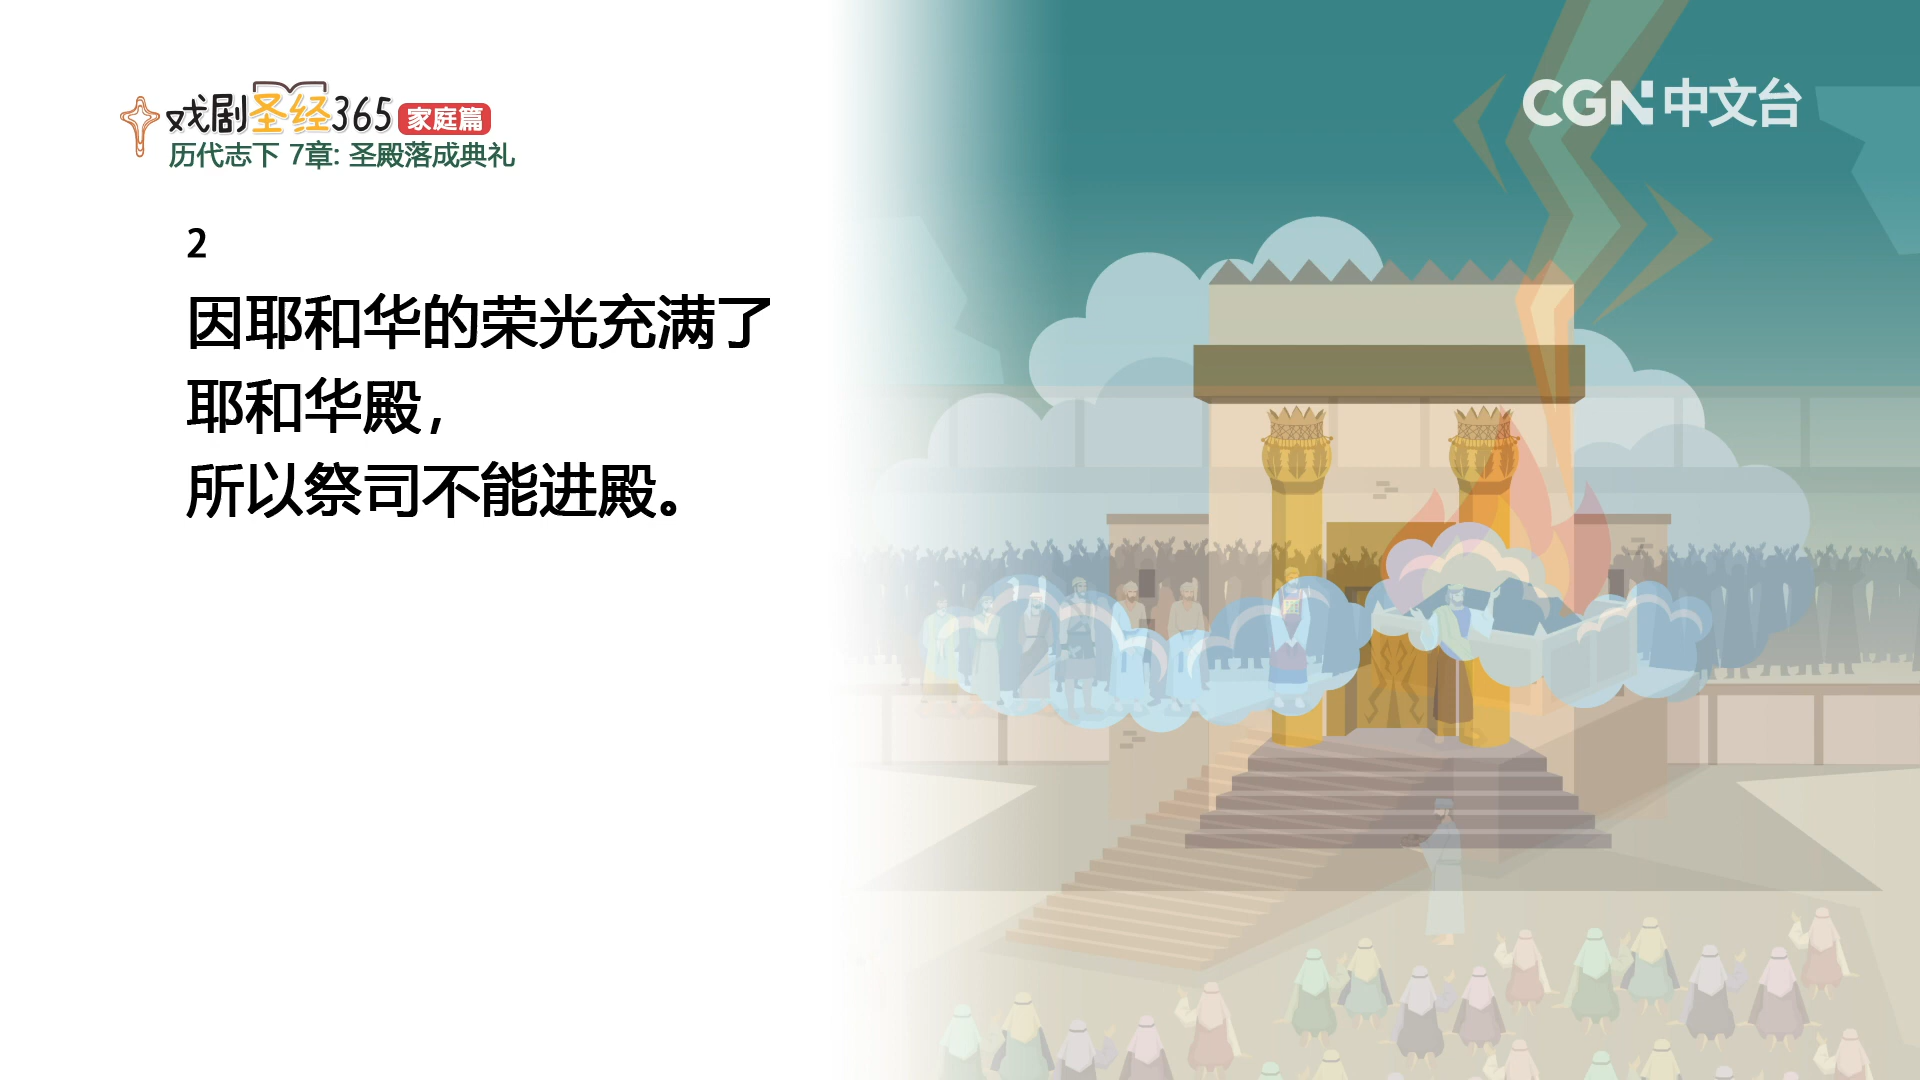 戏剧圣经365 家庭篇
历代志下 7章: 圣殿落成典礼
CGN中文台
2
因耶和华的荣光充满了
耶和华殿，
所以祭司不能进殿。